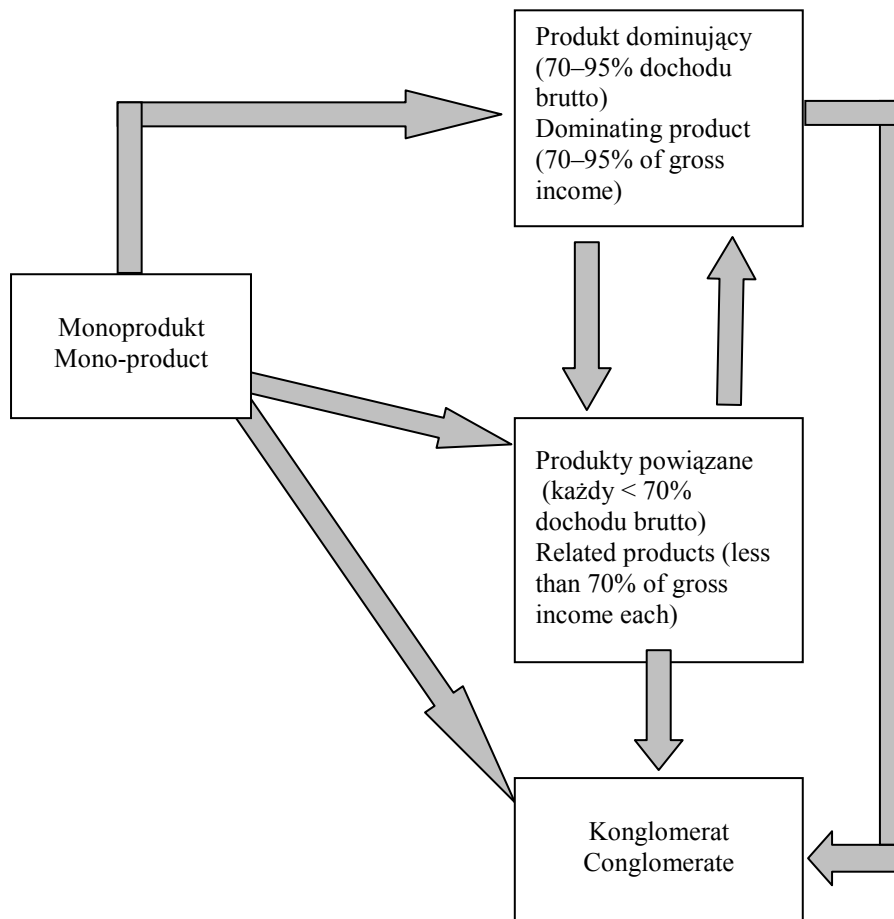 Produkt dominujący
(70–95% dochodu
brutto)
Dominating product
(70–95% of gross
income)
Monoprodukt
Mono-product
Produkty powiązane
(każdy < 70%
dochodu brutto)
Related products (less
than 70% of gross
income each)
Konglomerat
Conglomerate